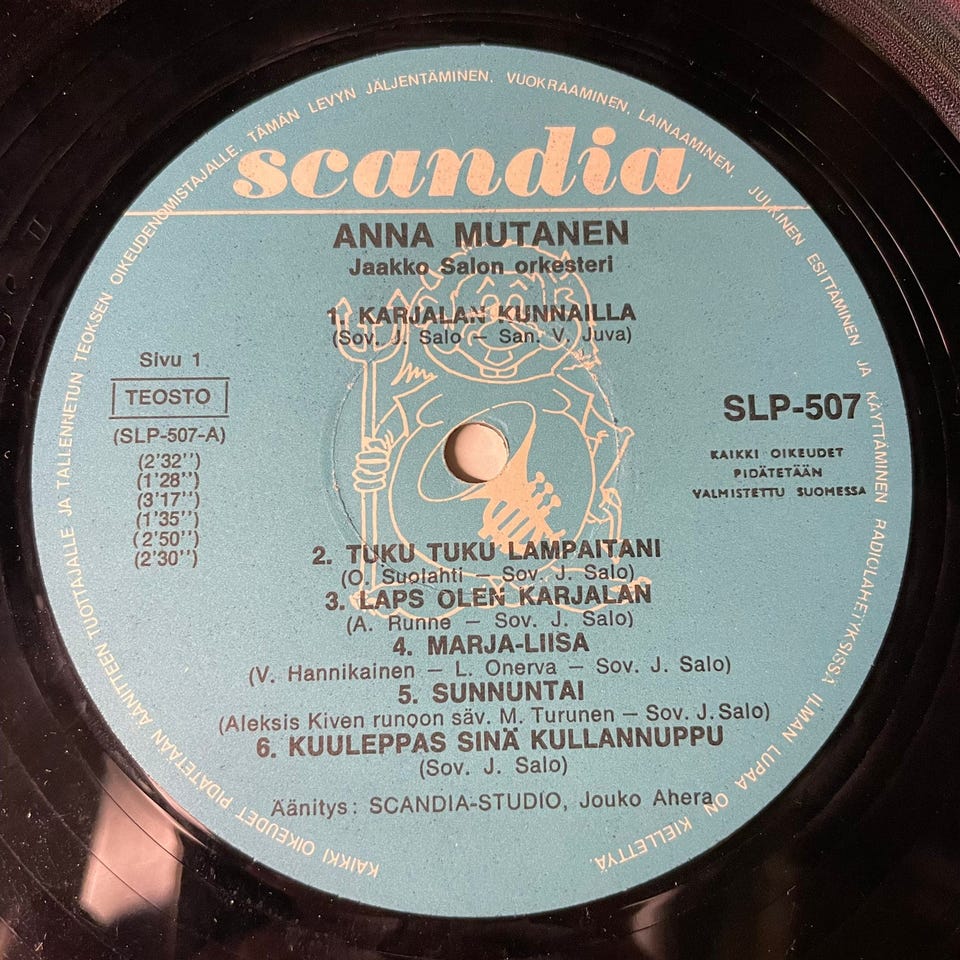 KAIKKI OIKEUDET PIDÄTETÄÄN ÄÄNITTEEN TUOTTAJALLE JA TALLENNETUN TEOKSEN OIKEUDENOMISTAJALLE. TÄMÄN LEVYN JÄLJENTÄMINEN, VUOKRAAMINEN, LAINAAMINEN, JULKINEN ESITTÄMINEN JA KÄYTTÄMINEN RADIOLÄHETYKSISSÄ ILMAN LUPAA ON KIELLETTYÄ.
scandia
ANNA MUTANEN
Jaakko Salon orkesteri
1. KARJALAN KUNNAILLA
(Sov. J. Salo – San. V. Juva)
Sivu 1
TEOSTO
(SLP-507-A)
(2'32'')
(1'28'')
(3'17'')
(1'35'')
(2'50'')
(2'30'')
SLP-507
KAIKKI OIKEUDET
PIDÄTETÄÄN
VALMISTETTU SUOMESSA
2. TUKU TUKU LAMPAITANI
(O. Suolahti – Sov. J. Salo)
3. LAPS OLEN KARJALAN
(A. Runne – Sov. J. Salo)
4. MARJA-LIISA
(V. Hannikainen – L. Onerva – Sov. J. Salo)
5. SUNNUNTAI
(Aleksis Kiven runoon säv. M. Turunen – Sov. J. Salo)
6. KUULEPPAS SINÄ KULLANNUPPU
(Sov. J. Salo)
Äänitys: SCANDIA-STUDIO, Jouko Ahera